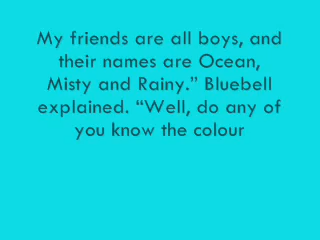 My friends are all boys, and
their names are Ocean,
Misty and Rainy.” Bluebell
explained. “Well, do any of
you know the colour